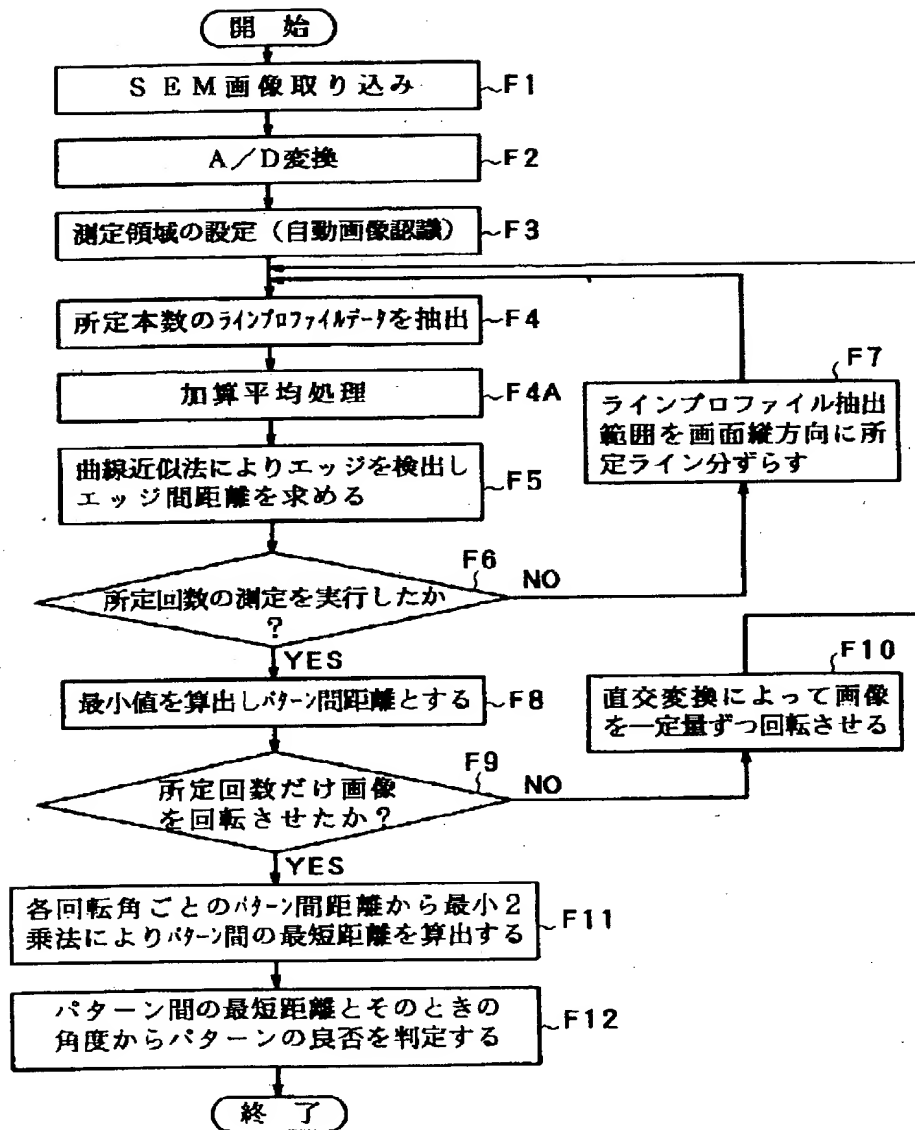 開始
SEM画像取り込み
F1
A/D変換
F2
測定領域の設定(自動画像認識)
F3
所定本数のラインプロファイルデータを抽出
F4
加算平均処理
F4A
曲線近似法によりエッジを検出し
エッジ間距離を求める
F5
F6
所定回数の測定を実行したか
?
NO
YES
F7
ラインプロファイル抽出
範囲を画面縦方向に所
定ライン分ずらす
最小値を算出しパターン間距離とする
F8
F9
所定回数だけ画像
を回転させたか?
NO
YES
F10
直交変換によって画像
を一定量ずつ回転させる
各回転角ごとのパターン間距離から最小2
乗法によりパターン間の最短距離を算出する
F11
パターン間の最短距離とそのときの
角度からパターンの良否を判定する
F12
終了